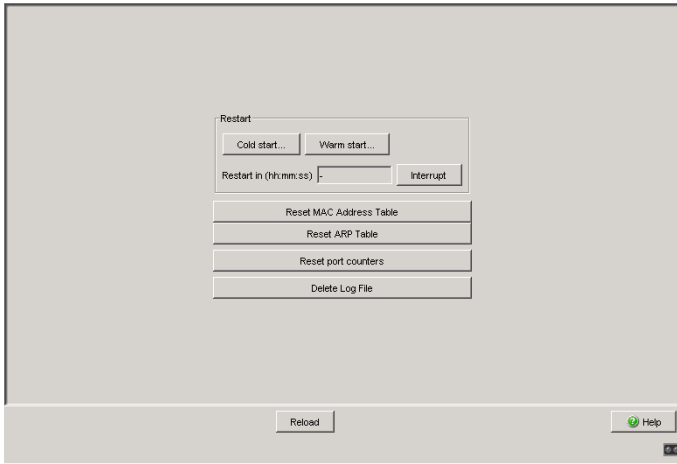 Restart
Cold start... Warm start...
Restart in (hh:mm:ss) - Interrupt
Reset MAC Address Table
Reset ARP Table
Reset port counters
Delete Log File
Reload Help